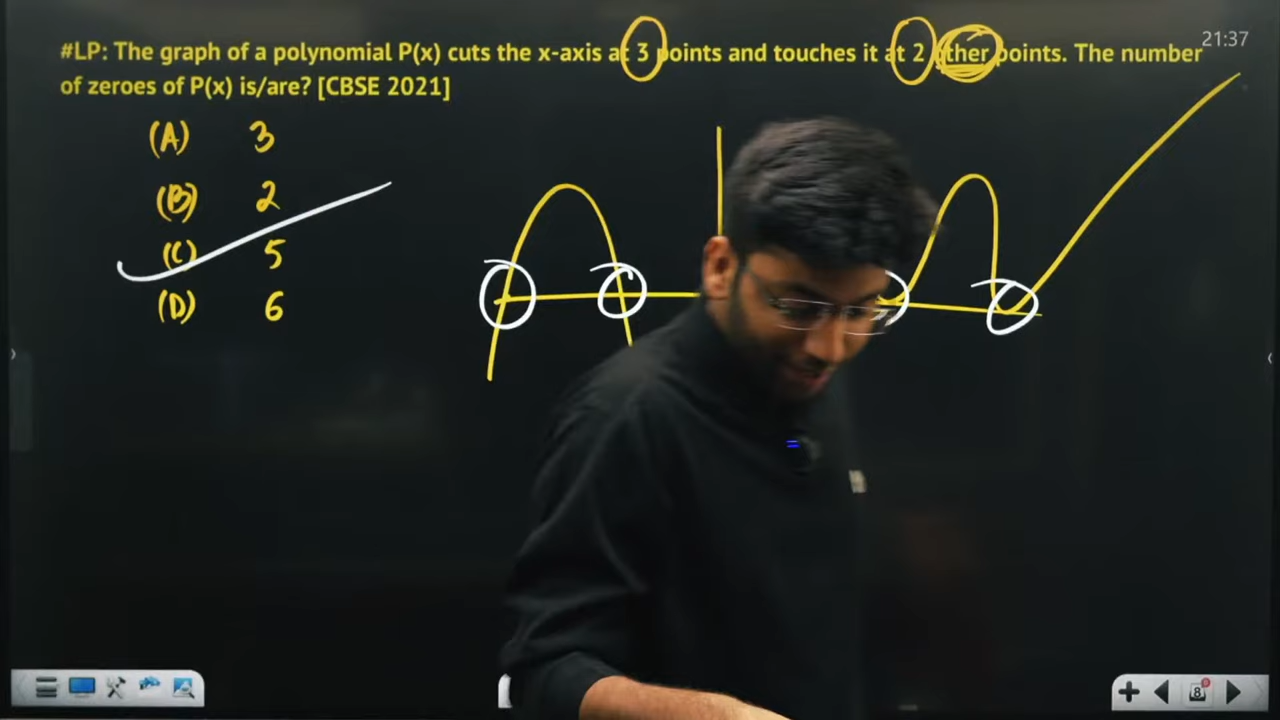 21:37
#LP: The graph of a polynomial P(x) cuts the x-axis at 3 points and touches it at 2 other points. The number
of zeroes of P(x) is/are? [CBSE 2021]
(A) 3
(B) 2
(C) 5
(D) 6
8